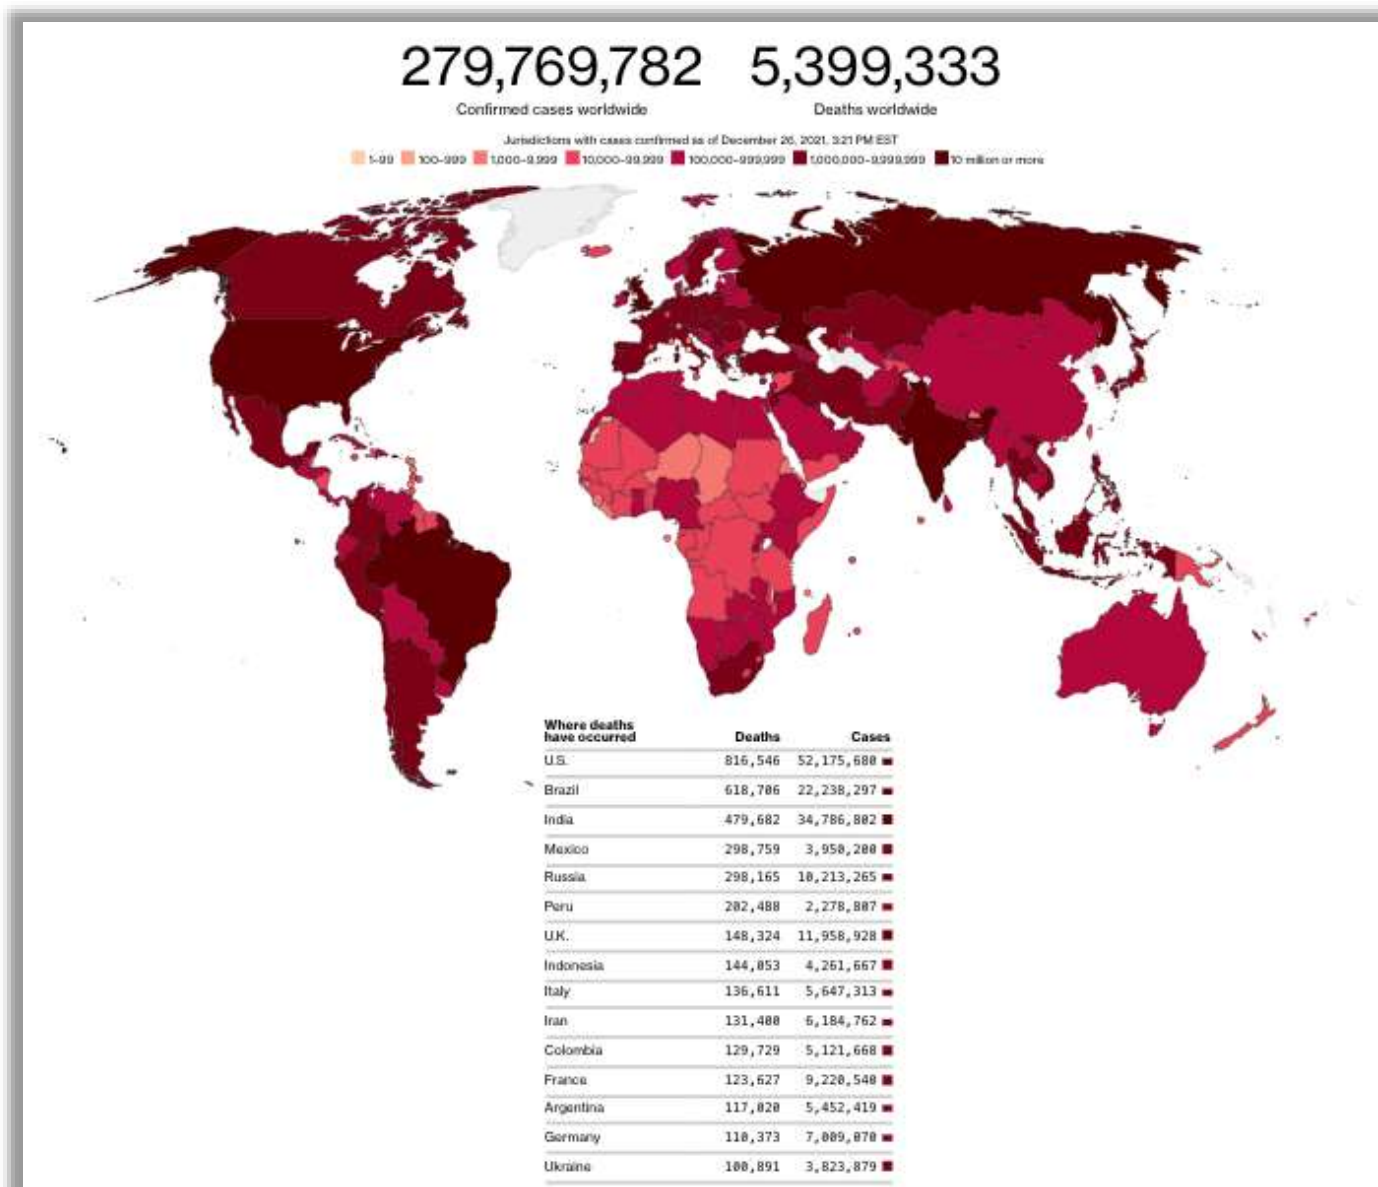 279,769,782 5,399,333
Confirmed cases worldwide Deaths worldwide
Jurisdictions with cases confirmed as of December 26, 2021, 3:21 PM EST
1-99 100-999 1,000-9,999 10,000-99,999 100,000-999,999 1,000,000-9,999,999 10 million or more
Where deaths
have occurred Deaths Cases
U.S. 816,546 52,175,680
Brazil 618,706 22,238,297
India 479,682 34,786,802
Mexico 298,759 3,950,200
Russia 298,165 10,213,265
Peru 202,488 2,278,807
U.K. 148,324 11,958,928
Indonesia 144,053 4,261,667
Italy 136,611 5,647,313
Iran 131,400 6,184,762
Colombia 129,729 5,121,668
France 123,627 9,220,540
Argentina 117,020 5,452,419
Germany 110,373 7,009,070
Ukraine 100,891 3,823,879